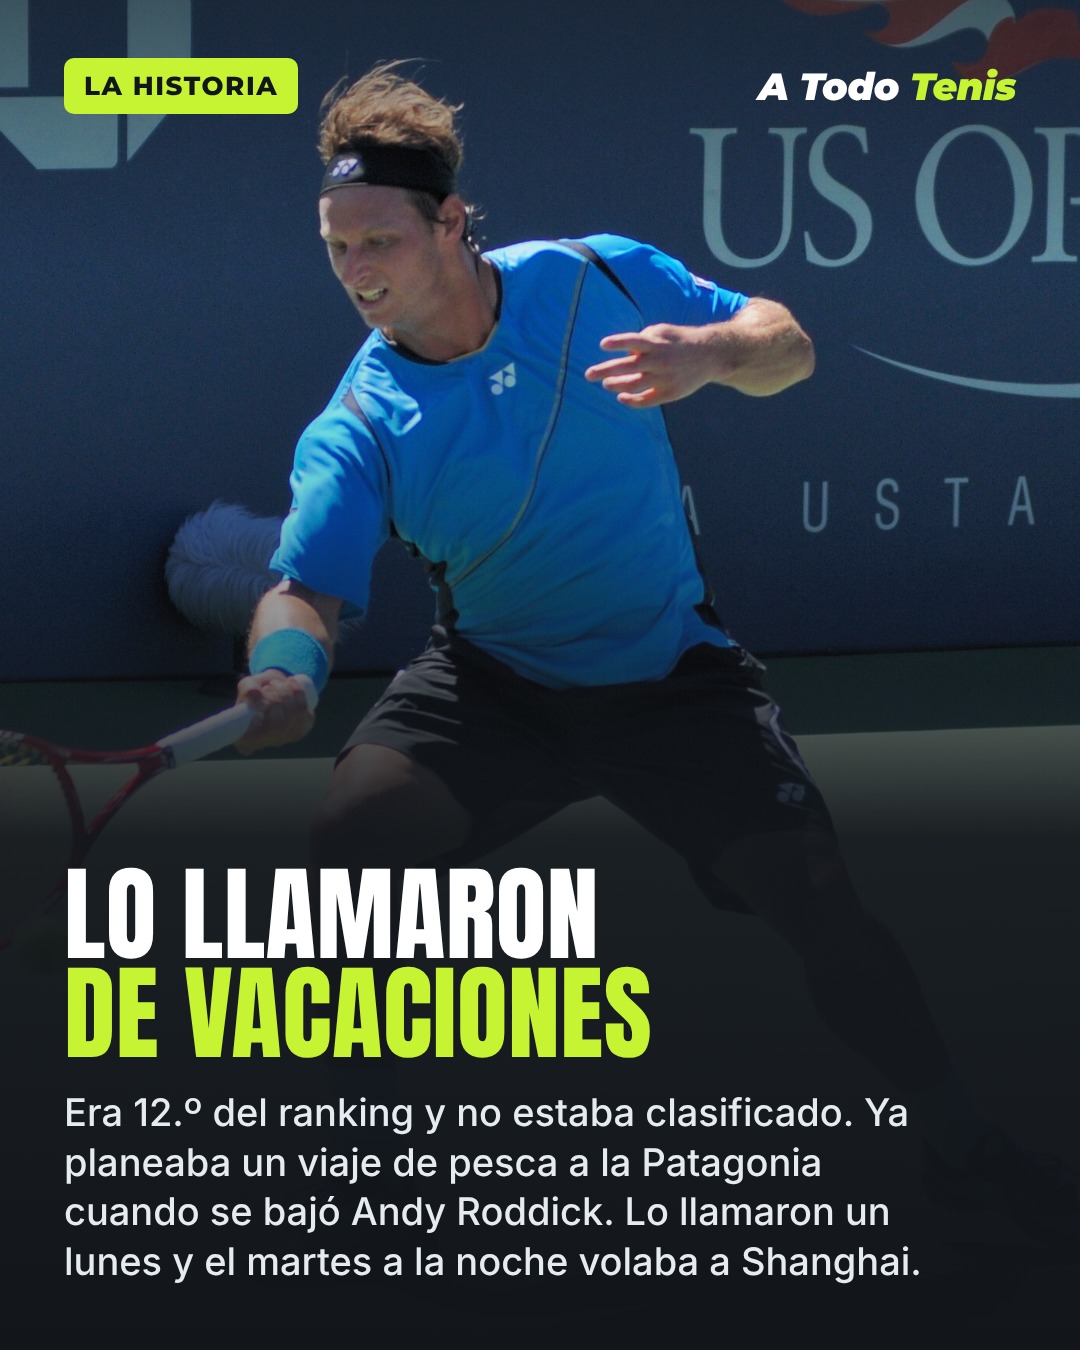 LA HISTORIA
A Todo Tenis
US OP
A USTA
LO LLAMARON
DE VACACIONES
Era 12.º del ranking y no estaba clasificado. Ya
planeaba un viaje de pesca a la Patagonia
cuando se bajó Andy Roddick. Lo llamaron un
lunes y el martes a la noche volaba a Shanghai.